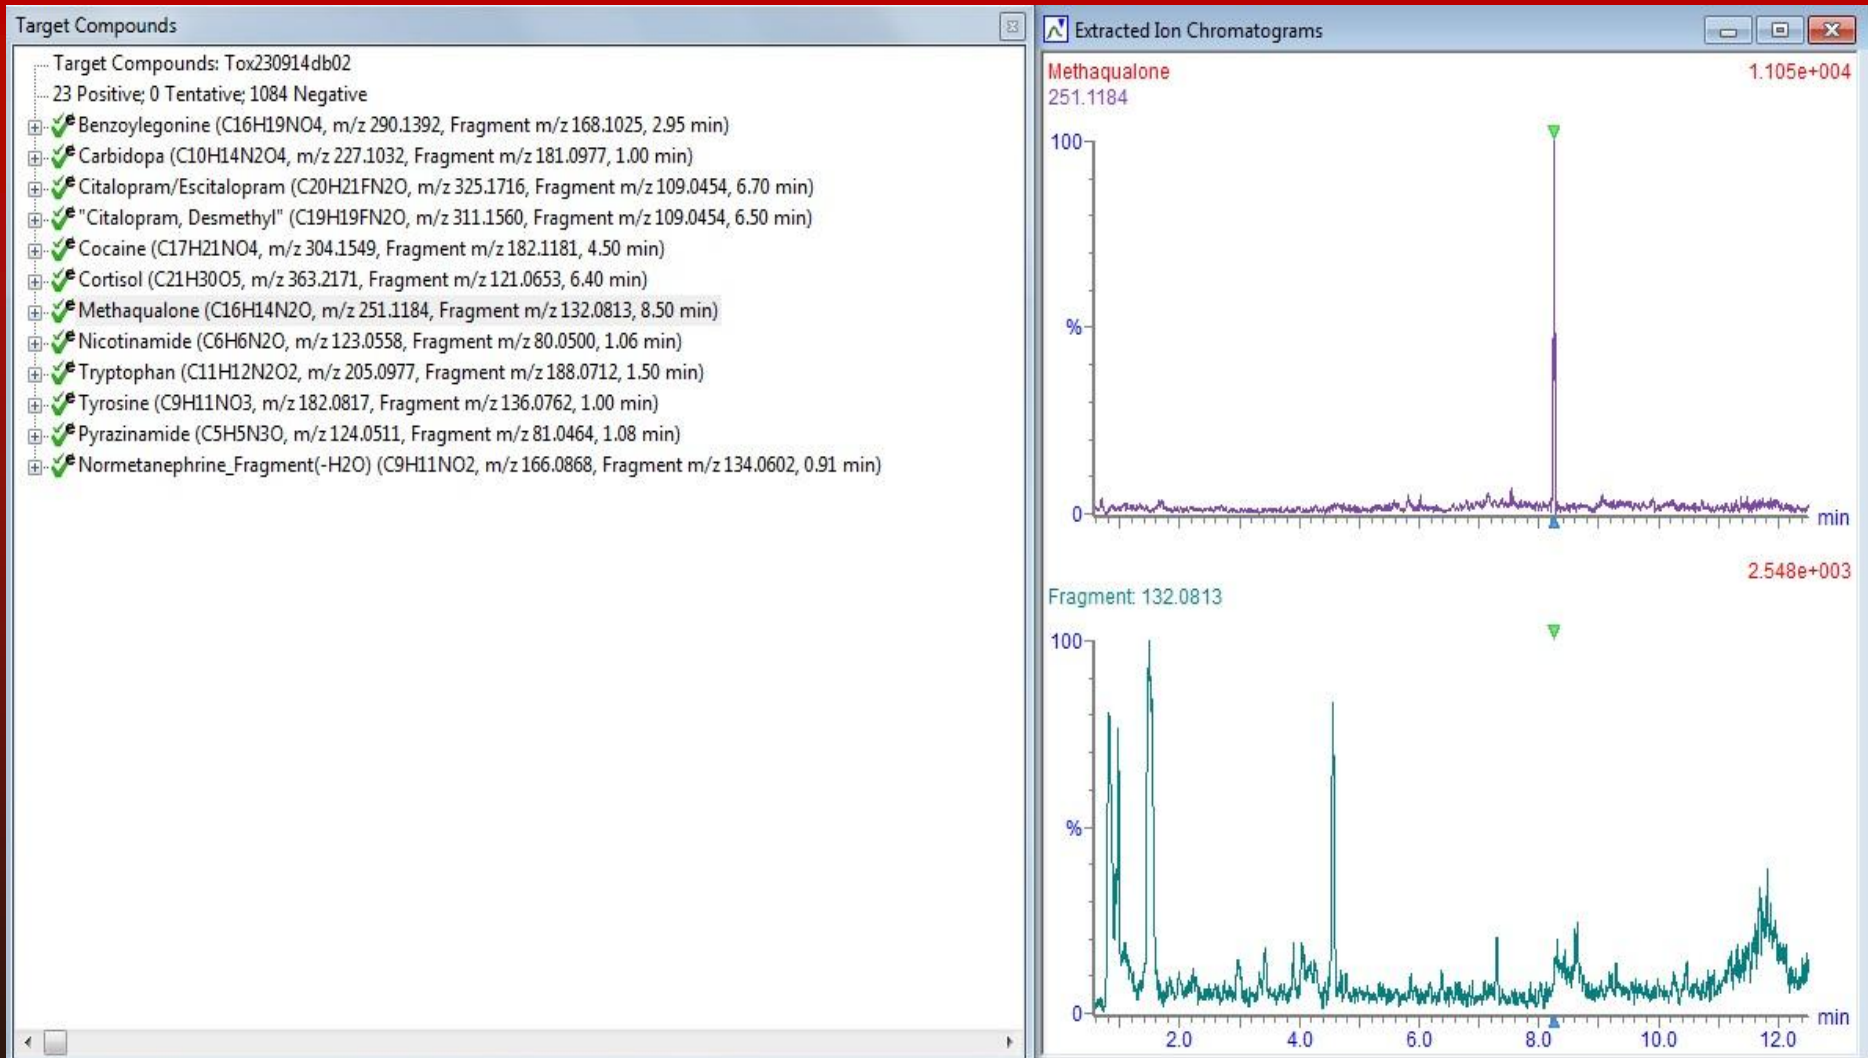 Target Compounds
Target Compounds: Tox230914db02
23 Positive; 0 Tentative; 1084 Negative
Benzoylegonine (C16H19NO4, m/z 290.1392, Fragment m/z 168.1025, 2.95 min)
Carbidopa (C10H14N2O4, m/z 227.1032, Fragment m/z 181.0977, 1.00 min)
Citalopram/Escitalopram (C20H21FN2O, m/z 325.1716, Fragment m/z 109.0454, 6.70 min)
"Citalopram, Desmethyl" (C19H19FN2O, m/z 311.1560, Fragment m/z 109.0454, 6.50 min)
Cocaine (C17H21NO4, m/z 304.1549, Fragment m/z 182.1181, 4.50 min)
Cortisol (C21H30O5, m/z 363.2171, Fragment m/z 121.0653, 6.40 min)
Methaqualone (C16H14N2O, m/z 251.1184, Fragment m/z 132.0813, 8.50 min)
Nicotinamide (C6H6N2O, m/z 123.0558, Fragment m/z 80.0500, 1.06 min)
Tryptophan (C11H12N2O2, m/z 205.0977, Fragment m/z 188.0712, 1.50 min)
Tyrosine (C9H11NO3, m/z 182.0817, Fragment m/z 136.0762, 1.00 min)
Pyrazinamide (C5H5N3O, m/z 124.0511, Fragment m/z 81.0464, 1.08 min)
Normetanephrine_Fragment(-H2O) (C9H11NO2, m/z 166.0868, Fragment m/z 134.0602, 0.91 min)
Extracted Ion Chromatograms
Methaqualone 1.105e+004
251.1184
100
%
0
min
2.548e+003
Fragment: 132.0813
100
%
0
min
2.0 4.0 6.0 8.0 10.0 12.0